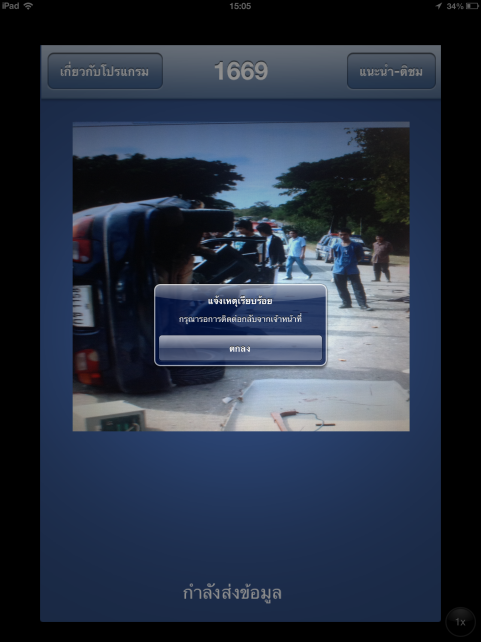 iPad 15:05 34%
เกี่ยวกับโปรแกรม 1669 แนะนำ-ติชม
แจ้งเหตุเรียบร้อย
กรุณารอการติดต่อกลับจากเจ้าหน้าที่
ตกลง
กำลังส่งข้อมูล
1x